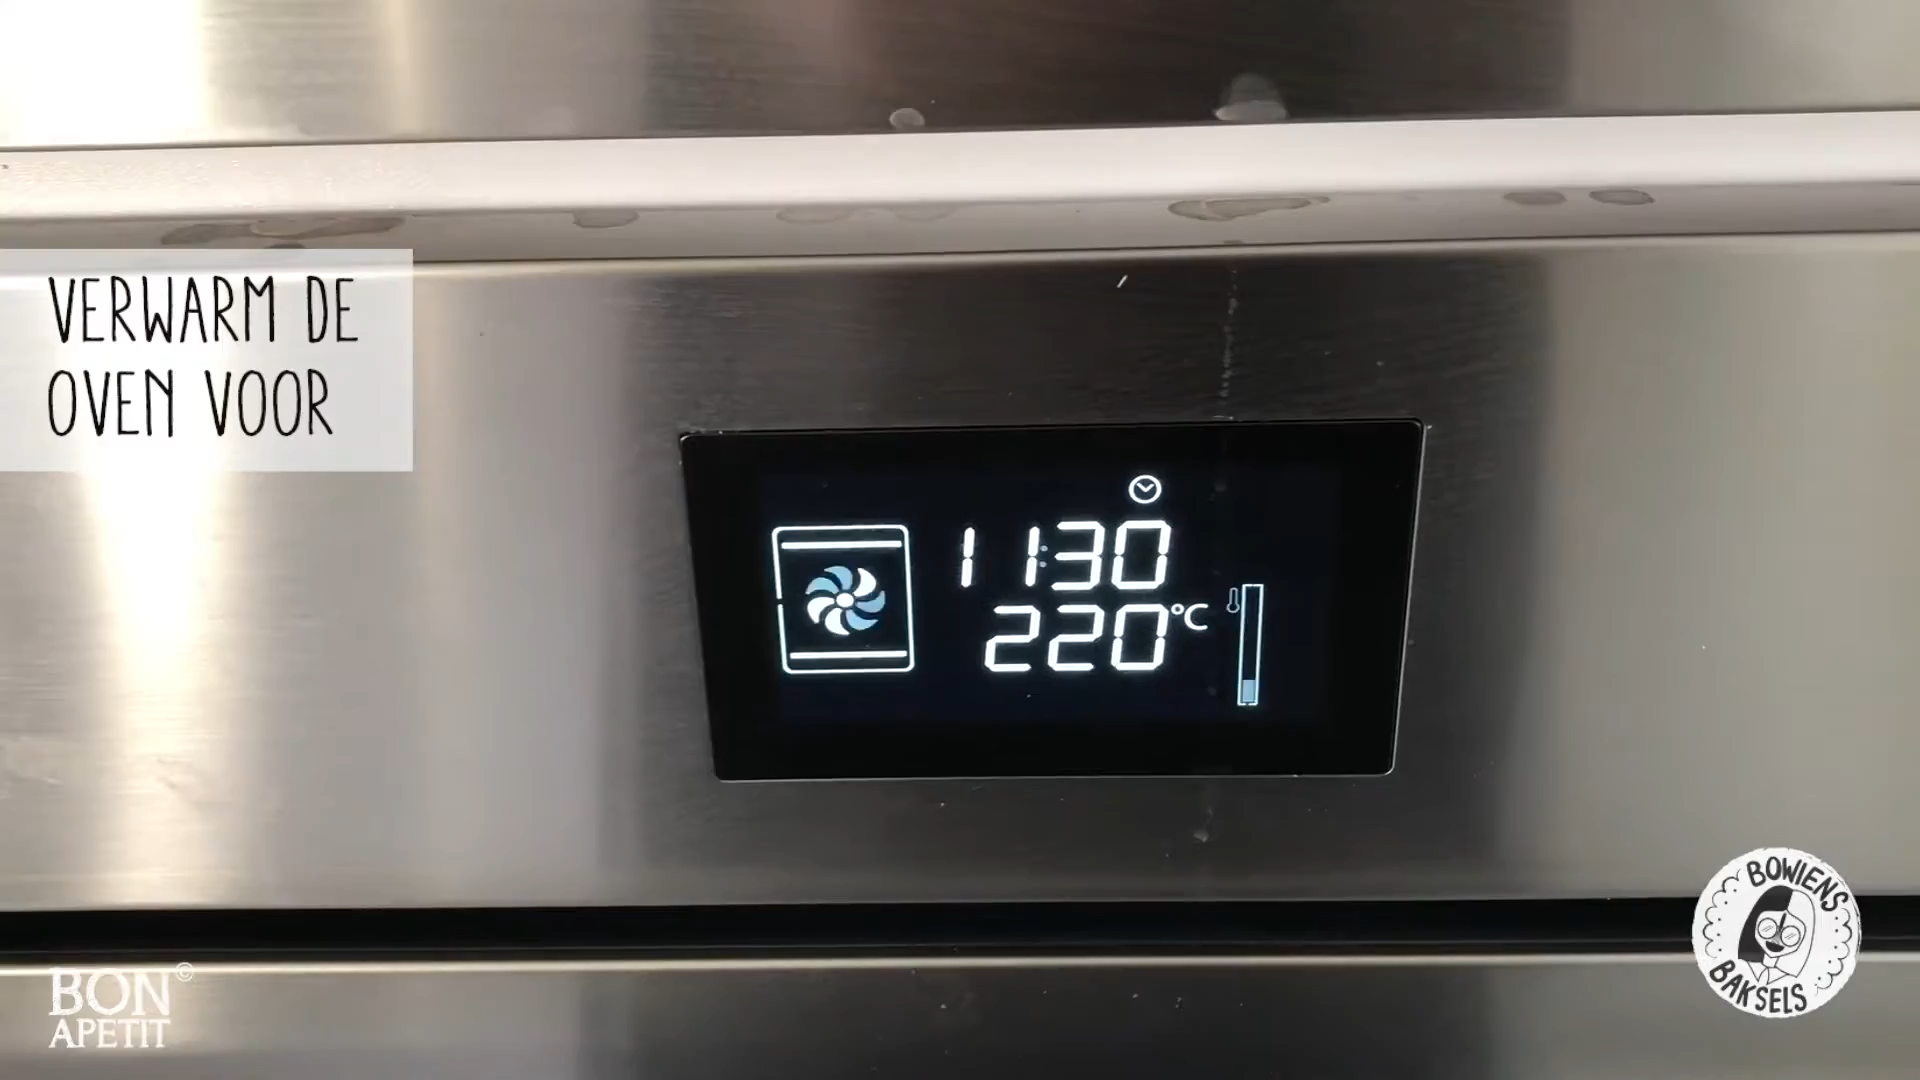 VERWARM DE
OVEN VOOR
11:30
220°C
BON©
APETIT
BOWIENS
BAKSELS